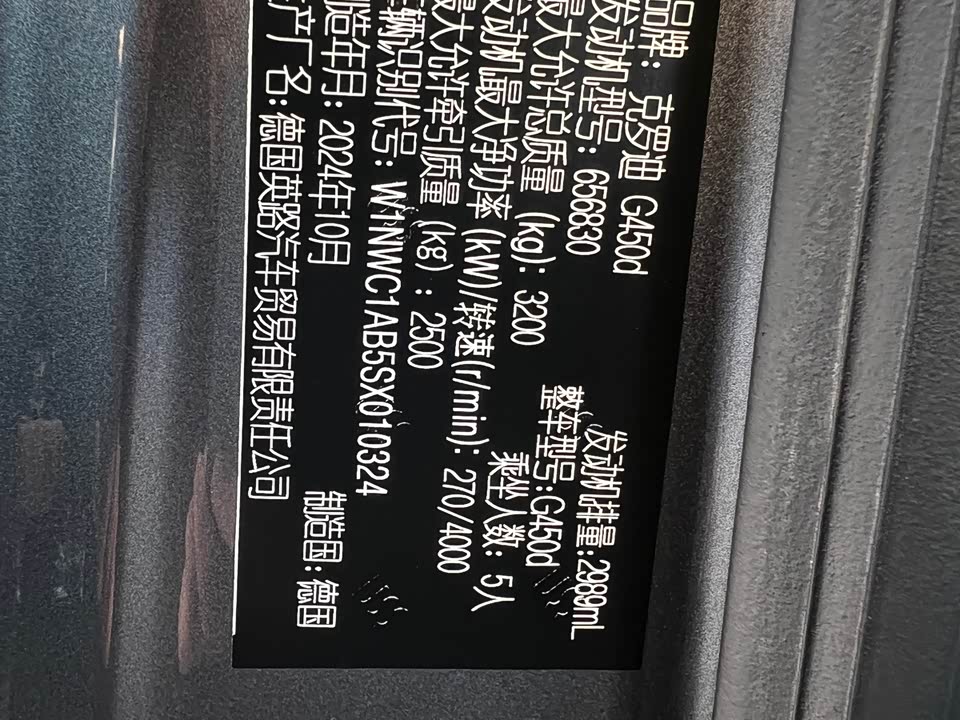 品牌: 克罗迪 G450d
发动机型号: 656830 发动机排量:2989mL
最大允许总质量 (kg): 3200 整车型号:G450d
发动机最大净功率 (kW)/转速(r/min): 270/4000
最大允许牵引质量 (kg) : 2500 乘坐人数: 5人
车辆识别代号: W1NWC1AB5SX010324
制造年月: 2024年10月 制造国: 德国
生产厂名: 德国英路汽车贸易有限责任公司